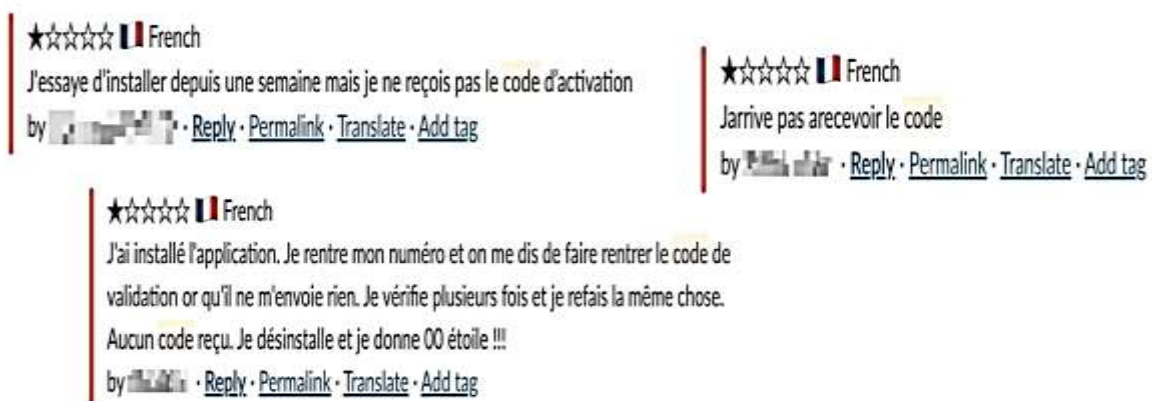 ★☆☆☆☆ French
J'essaye d'installer depuis une semaine mais je ne reçois pas le code d'activation
by · Reply · Permalink · Translate · Add tag
★☆☆☆☆ French
Jarrive pas arecevoir le code
by · Reply · Permalink · Translate · Add tag
★☆☆☆☆ French
J'ai installé l'application. Je rentre mon numéro et on me dis de faire rentrer le code de
validation or qu'il ne m'envoie rien. Je vérifie plusieurs fois et je refais la même chose.
Aucun code reçu. Je désinstalle et je donne 00 étoile !!!
by · Reply · Permalink · Translate · Add tag